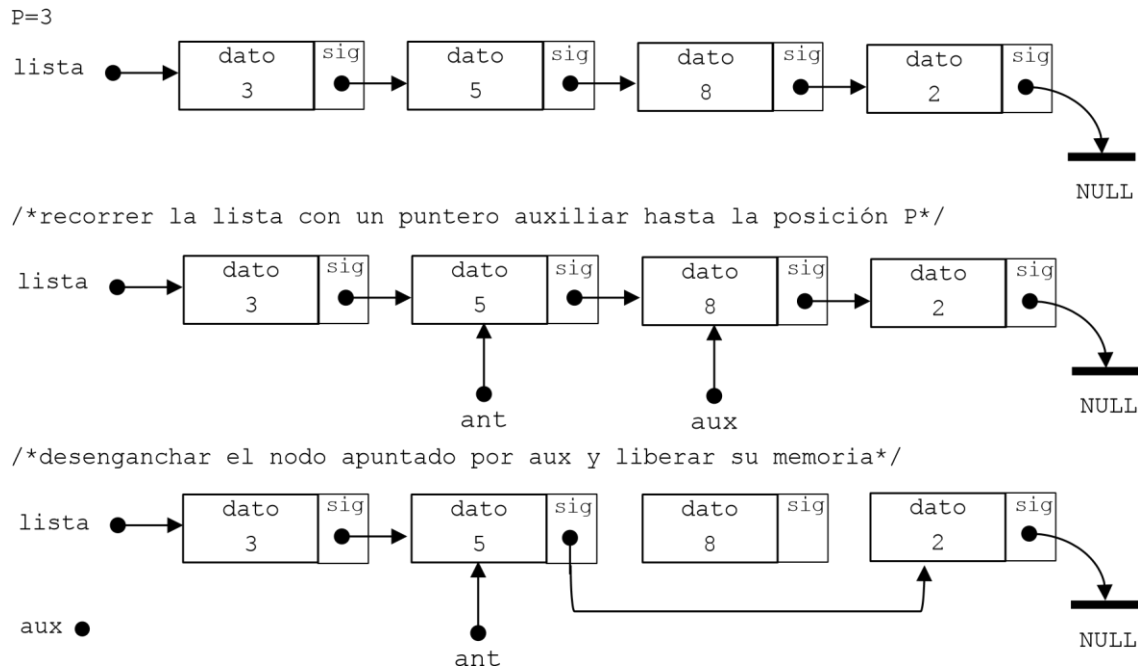 P=3
lista dato sig dato sig dato sig dato sig
3 5 8 2
NULL
/*recorrer la lista con un puntero auxiliar hasta la posición P*/
lista dato sig dato sig dato sig dato sig
3 5 8 2
ant aux NULL
/*desenganchar el nodo apuntado por aux y liberar su memoria*/
lista dato sig dato sig dato sig dato sig
3 5 8 2
aux ant NULL